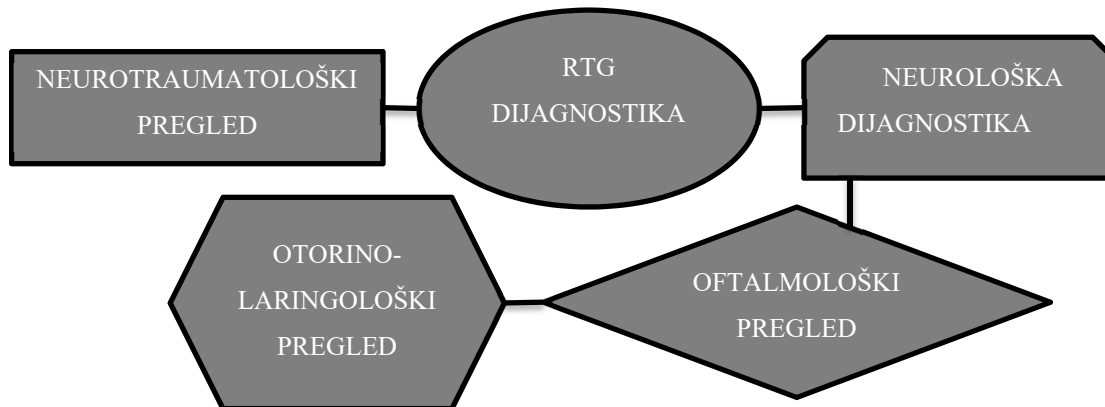 NEUROTRAUMATOLOŠKI
PREGLED
RTG
DIJAGNOSTIKA
NEUROLOŠKA
DIJAGNOSTIKA
OFTALMOLOŠKI
PREGLED
OTORINO-
LARINGOLOŠKI
PREGLED